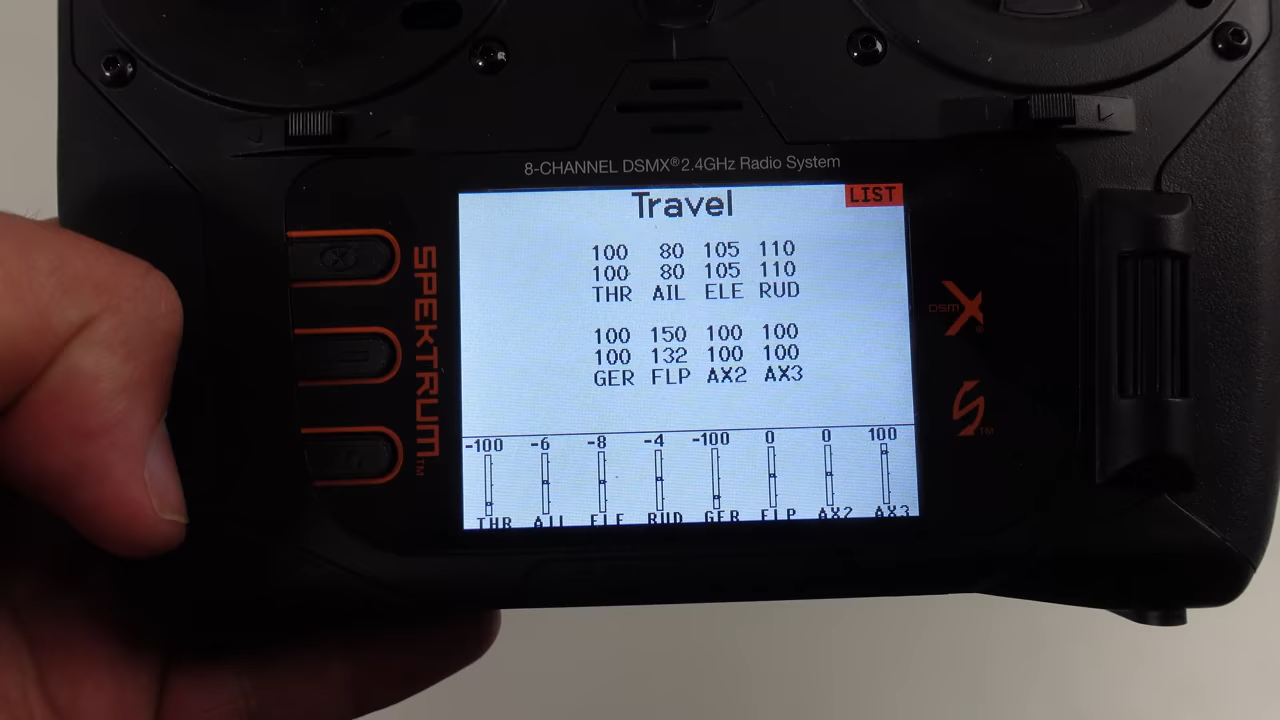 8-CHANNEL DSMX® 2.4GHz Radio System
Travel
LIST
100 80 105 110
100 80 105 110
THR AIL ELE RUD
100 150 100 100
100 132 100 100
GER FLP AX2 AX3
-100 -6 -8 -4 -100 0 0 100
THR AIL ELE RUD GER FLP AX2 AX3
SPEKTRUM™
DSM X®